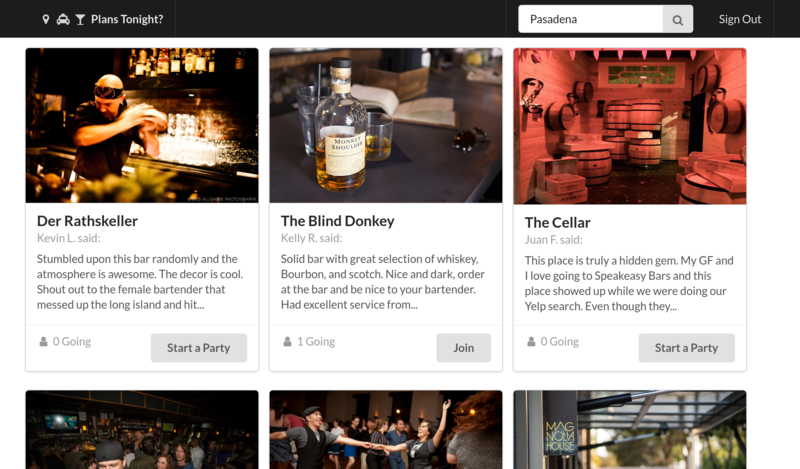 Plans Tonight?
Pasadena
Sign Out
Der Rathskeller
Kevin L. said:
Stumbled upon this bar randomly and the
atmosphere is awesome. The decor is cool.
Shout out to the female bartender that
messed up the long island and hit...
0 Going
Start a Party
MONKEY
SHOULDER
The Blind Donkey
Kelly R. said:
Solid bar with great selection of whiskey,
Bourbon, and scotch. Nice and dark, order
at the bar and be nice to your bartender.
Had excellent service from...
1 Going
Join
The Cellar
Juan F. said:
This place is truly a hidden gem. My GF and
I love going to Speakeasy Bars and this
place showed up while we were doing our
Yelp search. Even though they...
0 Going
Start a Party
MAG
NOLIA
HOUSE